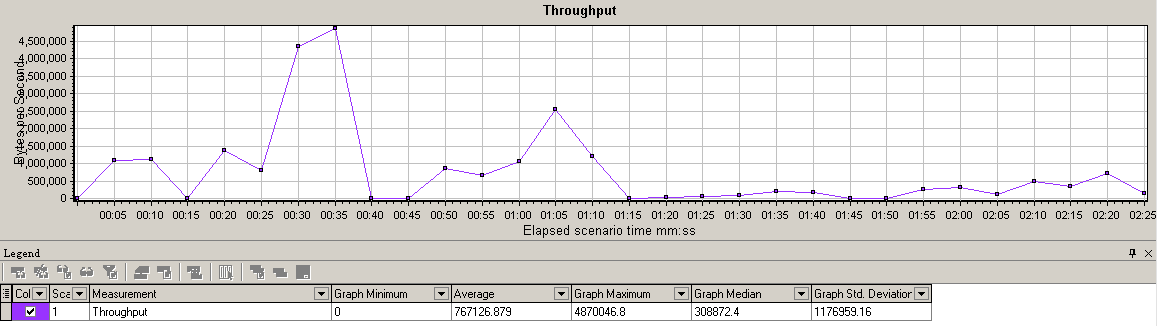 Throughput
Bytes per Second
4,500,000
4,000,000
3,500,000
3,000,000
2,500,000
2,000,000
1,500,000
1,000,000
500,000
0
00:05 00:10 00:15 00:20 00:25 00:30 00:35 00:40 00:45 00:50 00:55 01:00 01:05 01:10 01:15 01:20 01:25 01:30 01:35 01:40 01:45 01:50 01:55 02:00 02:05 02:10 02:15 02:20 02:25
Elapsed scenario time mm:ss
Legend
Col Sca Measurement Graph Minimum Average Graph Maximum Graph Median Graph Std. Deviation
1 Throughput 0 767126.879 4870046.8 308872.4 1176959.16